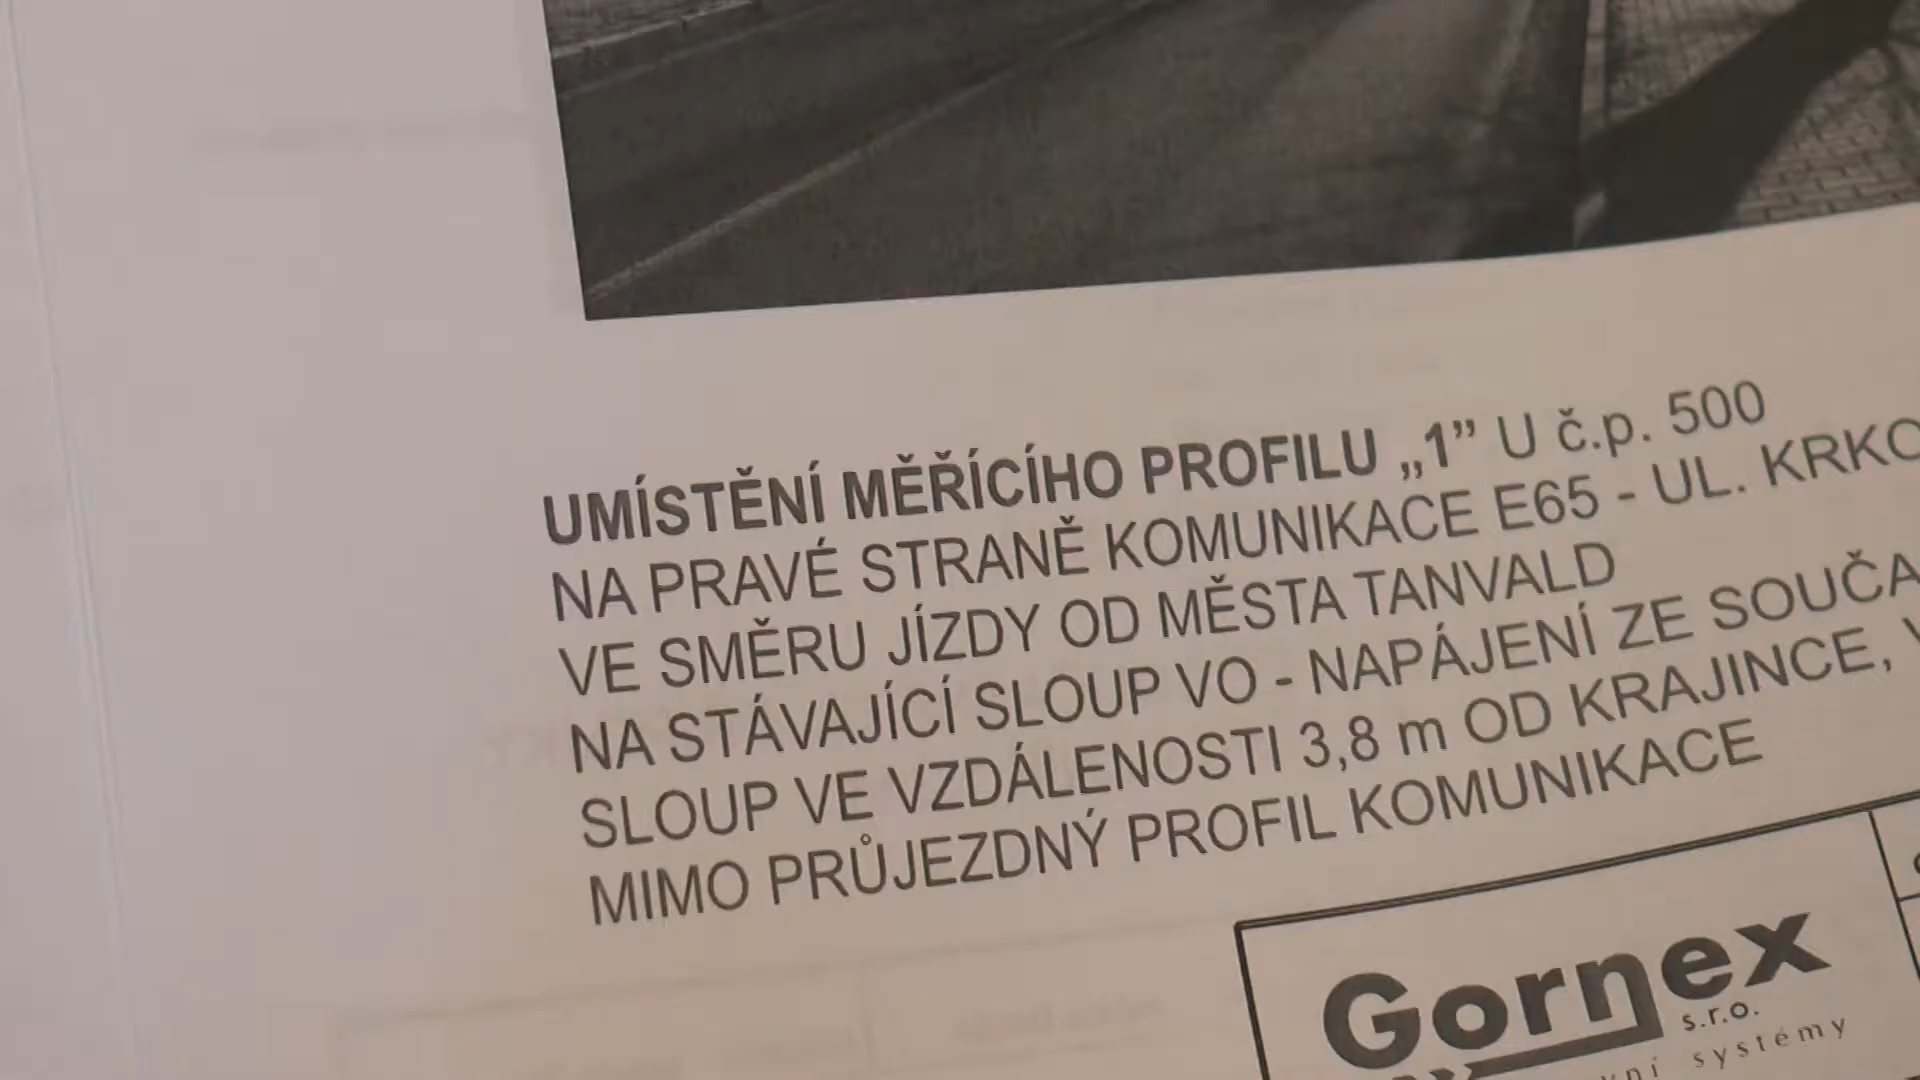 UMÍSTĚNÍ MĚŘÍCÍHO PROFILU „1” U č.p. 500
NA PRAVÉ STRANĚ KOMUNIKACE E65 - UL. KRKO
VE SMĚRU JÍZDY OD MĚSTA TANVALD
NA STÁVAJÍCÍ SLOUP VO - NAPÁJENÍ ZE SOUČA
SLOUP VE VZDÁLENOSTI 3,8 m OD KRAJINCE, V
MIMO PRŮJEZDNÝ PROFIL KOMUNIKACE
Gornex
s.r.o.
systémy